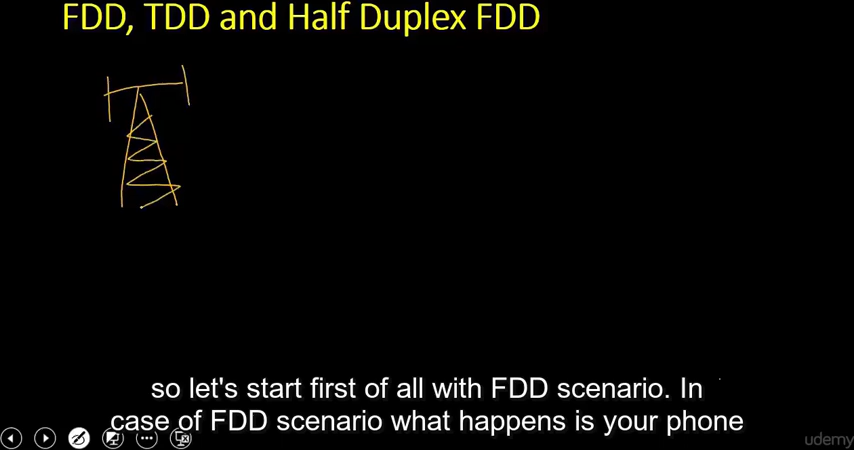 FDD, TDD and Half Duplex FDD
so let's start first of all with FDD scenario. In
case of FDD scenario what happens is your phone
udemy